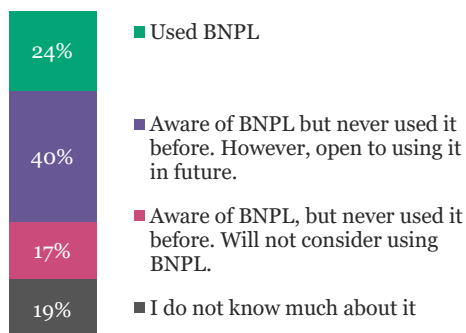 24%
Used BNPL
40%
Aware of BNPL but never used it
before. However, open to using it
in future.
17%
Aware of BNPL, but never used it
before. Will not consider using
BNPL.
19%
I do not know much about it